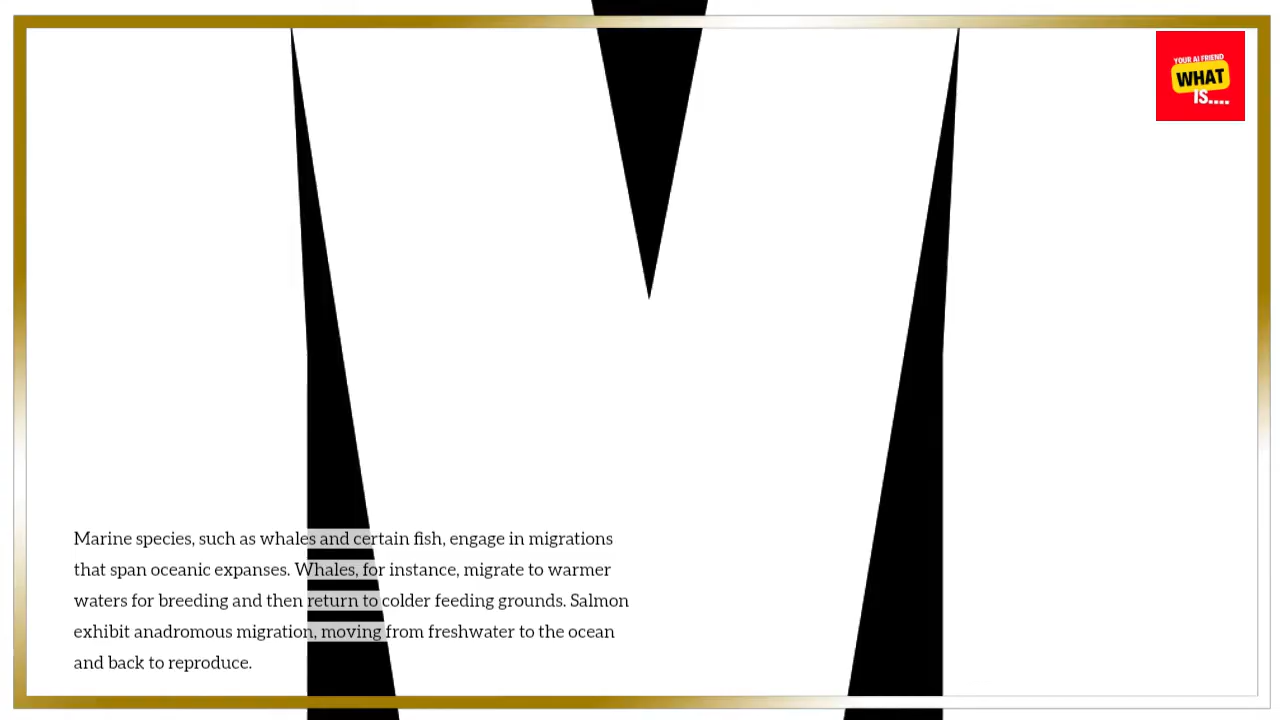 YOUR AI FRIEND
WHAT
IS....
Marine species, such as whales and certain fish, engage in migrations
that span oceanic expanses. Whales, for instance, migrate to warmer
waters for breeding and then return to colder feeding grounds. Salmon
exhibit anadromous migration, moving from freshwater to the ocean
and back to reproduce.